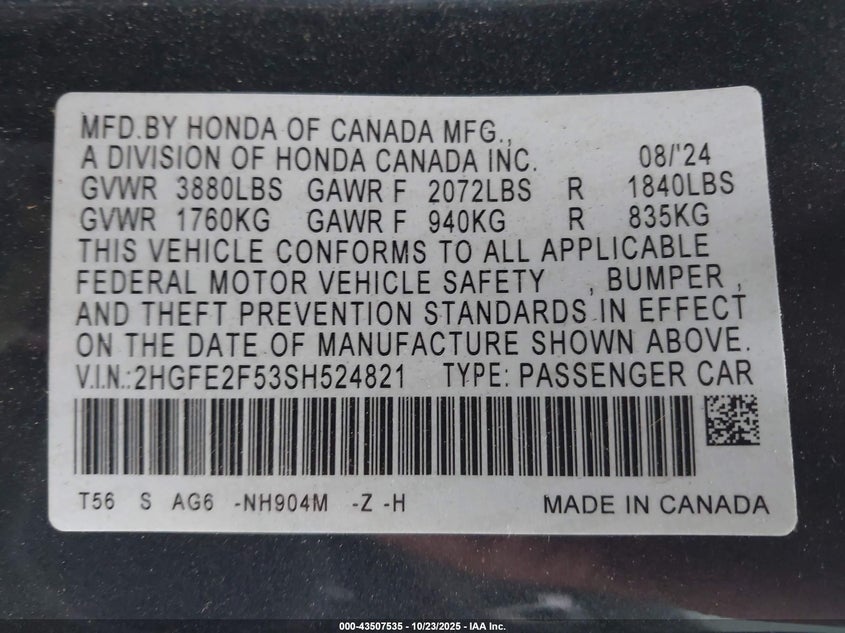 MFD.BY HONDA OF CANADA MFG.,
A DIVISION OF HONDA CANADA INC. 08/'24
GVWR 3880LBS GAWR F 2072LBS R 1840LBS
GVWR 1760KG GAWR F 940KG R 835KG
THIS VEHICLE CONFORMS TO ALL APPLICABLE
FEDERAL MOTOR VEHICLE SAFETY , BUMPER ,
AND THEFT PREVENTION STANDARDS IN EFFECT
ON THE DATE OF MANUFACTURE SHOWN ABOVE.
V.I.N.:2HGFE2F53SH524821 TYPE: PASSENGER CAR
T56 S AG6 -NH904M -Z -H MADE IN CANADA
000-43507535 - 10/23/2025 - IAA Inc.